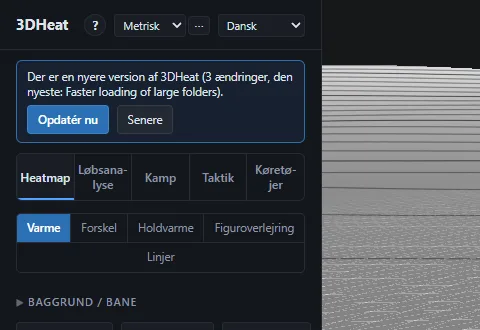 3DHeat ? Metrisk ... Dansk
Der er en nyere version af 3DHeat (3 ændringer, den
nyeste: Faster loading of large folders).
Opdatér nu Senere
Heatmap Løbsana-
lyse Kamp Taktik Køretø-
jer
Varme Forskel Holdvarme Figuroverlejring
Linjer
▶ BAGGRUND / BANE